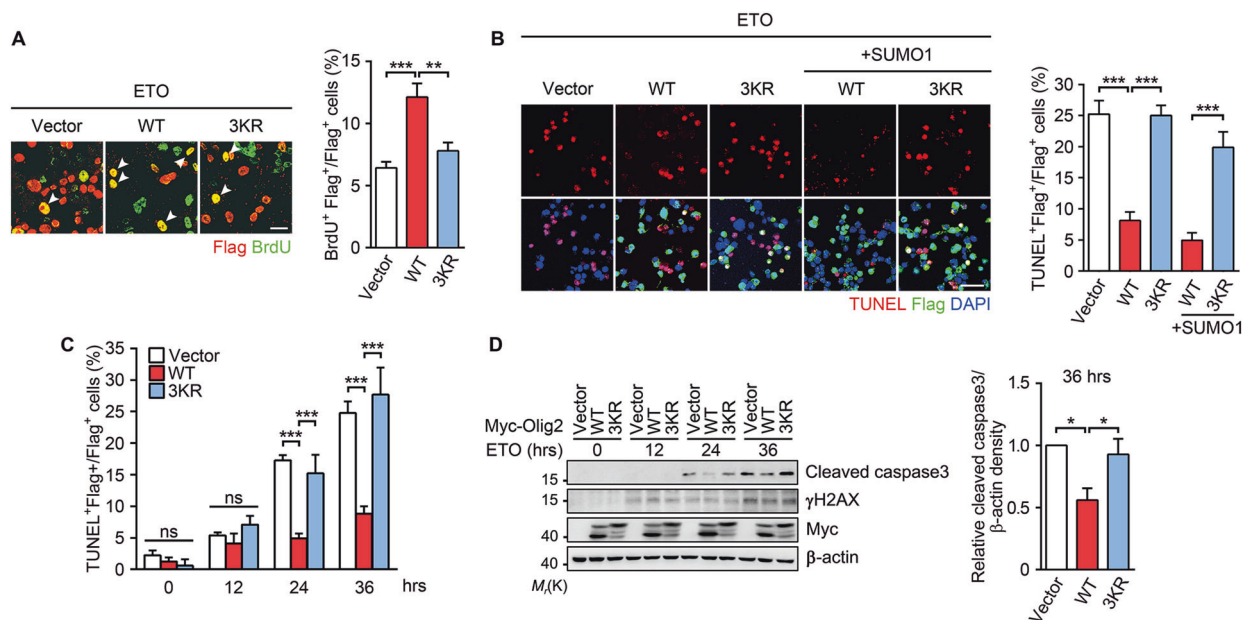 A
ETO
Vector WT 3KR
Flag BrdU
BrdU⁺ Flag⁺/Flag⁺ cells (%)
15
10
5
0
*** **
Vector WT 3KR
B
ETO
+SUMO1
Vector WT 3KR WT 3KR
TUNEL Flag DAPI
TUNEL⁺Flag⁺/Flag⁺ cells (%)
30
25
20
15
10
5
0
*** *** ***
Vector WT 3KR WT 3KR
+SUMO1
C
TUNEL⁺Flag+/Flag⁺ cells (%)
35
30
25
20
15
10
5
0
Vector
WT
3KR
ns ns *** *** *** ***
0 12 24 36 hrs
D
Myc-Olig2 Vector WT 3KR Vector WT 3KR Vector WT 3KR Vector WT 3KR
ETO (hrs) 0 12 24 36
15 Cleaved caspase3
15 γH2AX
40 Myc
40 β-actin
Mᵣ(K)
Relative cleaved caspase3/
β-actin density
36 hrs
1.5
1.0
0.5
0
* *
Vector WT 3KR